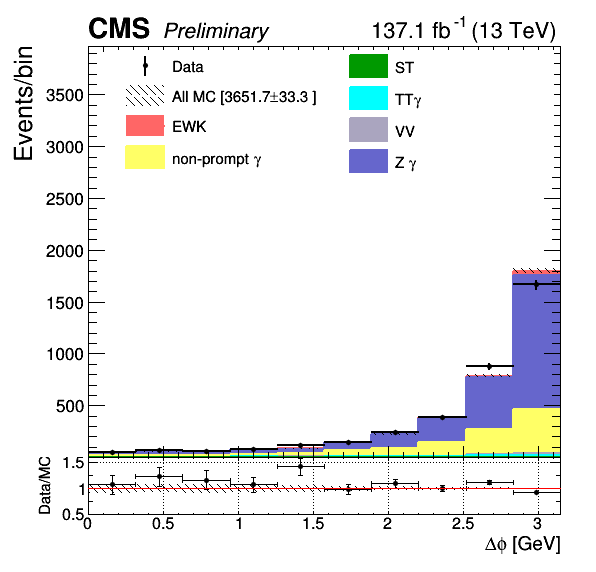 CMS Preliminary 137.1 fb⁻¹ (13 TeV)
Events/bin
Data
All MC [3651.7±33.3 ]
EWK
non-prompt γ
ST
TTγ
VV
Z γ
3500
3000
2500
2000
1500
1000
500
Data/MC
1.5
1
0.5
0 0.5 1 1.5 2 2.5 3
Δϕ [GeV]